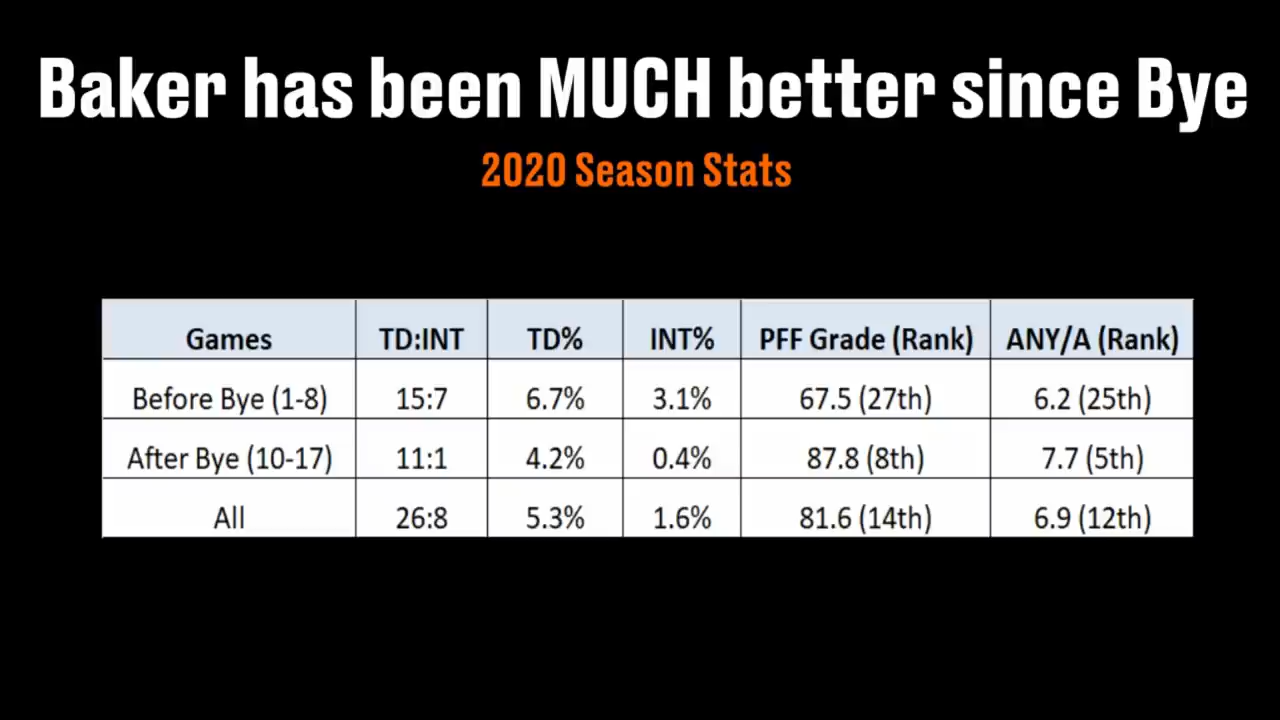 Baker has been MUCH better since Bye
2020 Season Stats
Games TD:INT TD% INT% PFF Grade (Rank) ANY/A (Rank)
Before Bye (1-8) 15:7 6.7% 3.1% 67.5 (27th) 6.2 (25th)
After Bye (10-17) 11:1 4.2% 0.4% 87.8 (8th) 7.7 (5th)
All 26:8 5.3% 1.6% 81.6 (14th) 6.9 (12th)